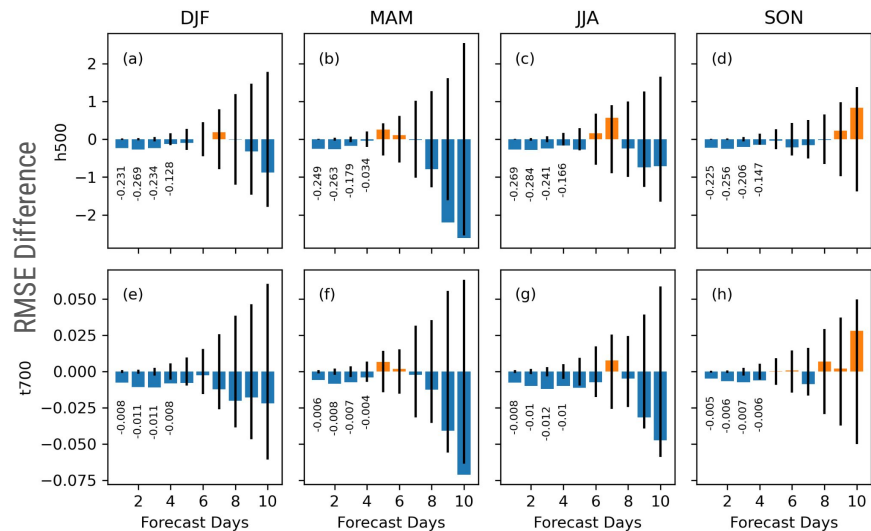 DJF
MAM
JJA
SON
RMSE Difference
h500
2
1
0
−1
−2
(a)
-0.231
-0.269
-0.234
-0.128
(b)
-0.249
-0.263
-0.179
-0.034
(c)
-0.269
-0.284
-0.241
-0.166
(d)
-0.225
-0.256
-0.206
-0.147
t700
0.050
0.025
0.000
−0.025
−0.050
−0.075
(e)
-0.008
-0.011
-0.011
-0.008
(f)
-0.006
-0.008
-0.007
-0.004
(g)
-0.008
-0.01
-0.012
-0.01
(h)
-0.005
-0.006
-0.007
-0.006
2 4 6 8 10
2 4 6 8 10
2 4 6 8 10
2 4 6 8 10
Forecast Days
Forecast Days
Forecast Days
Forecast Days